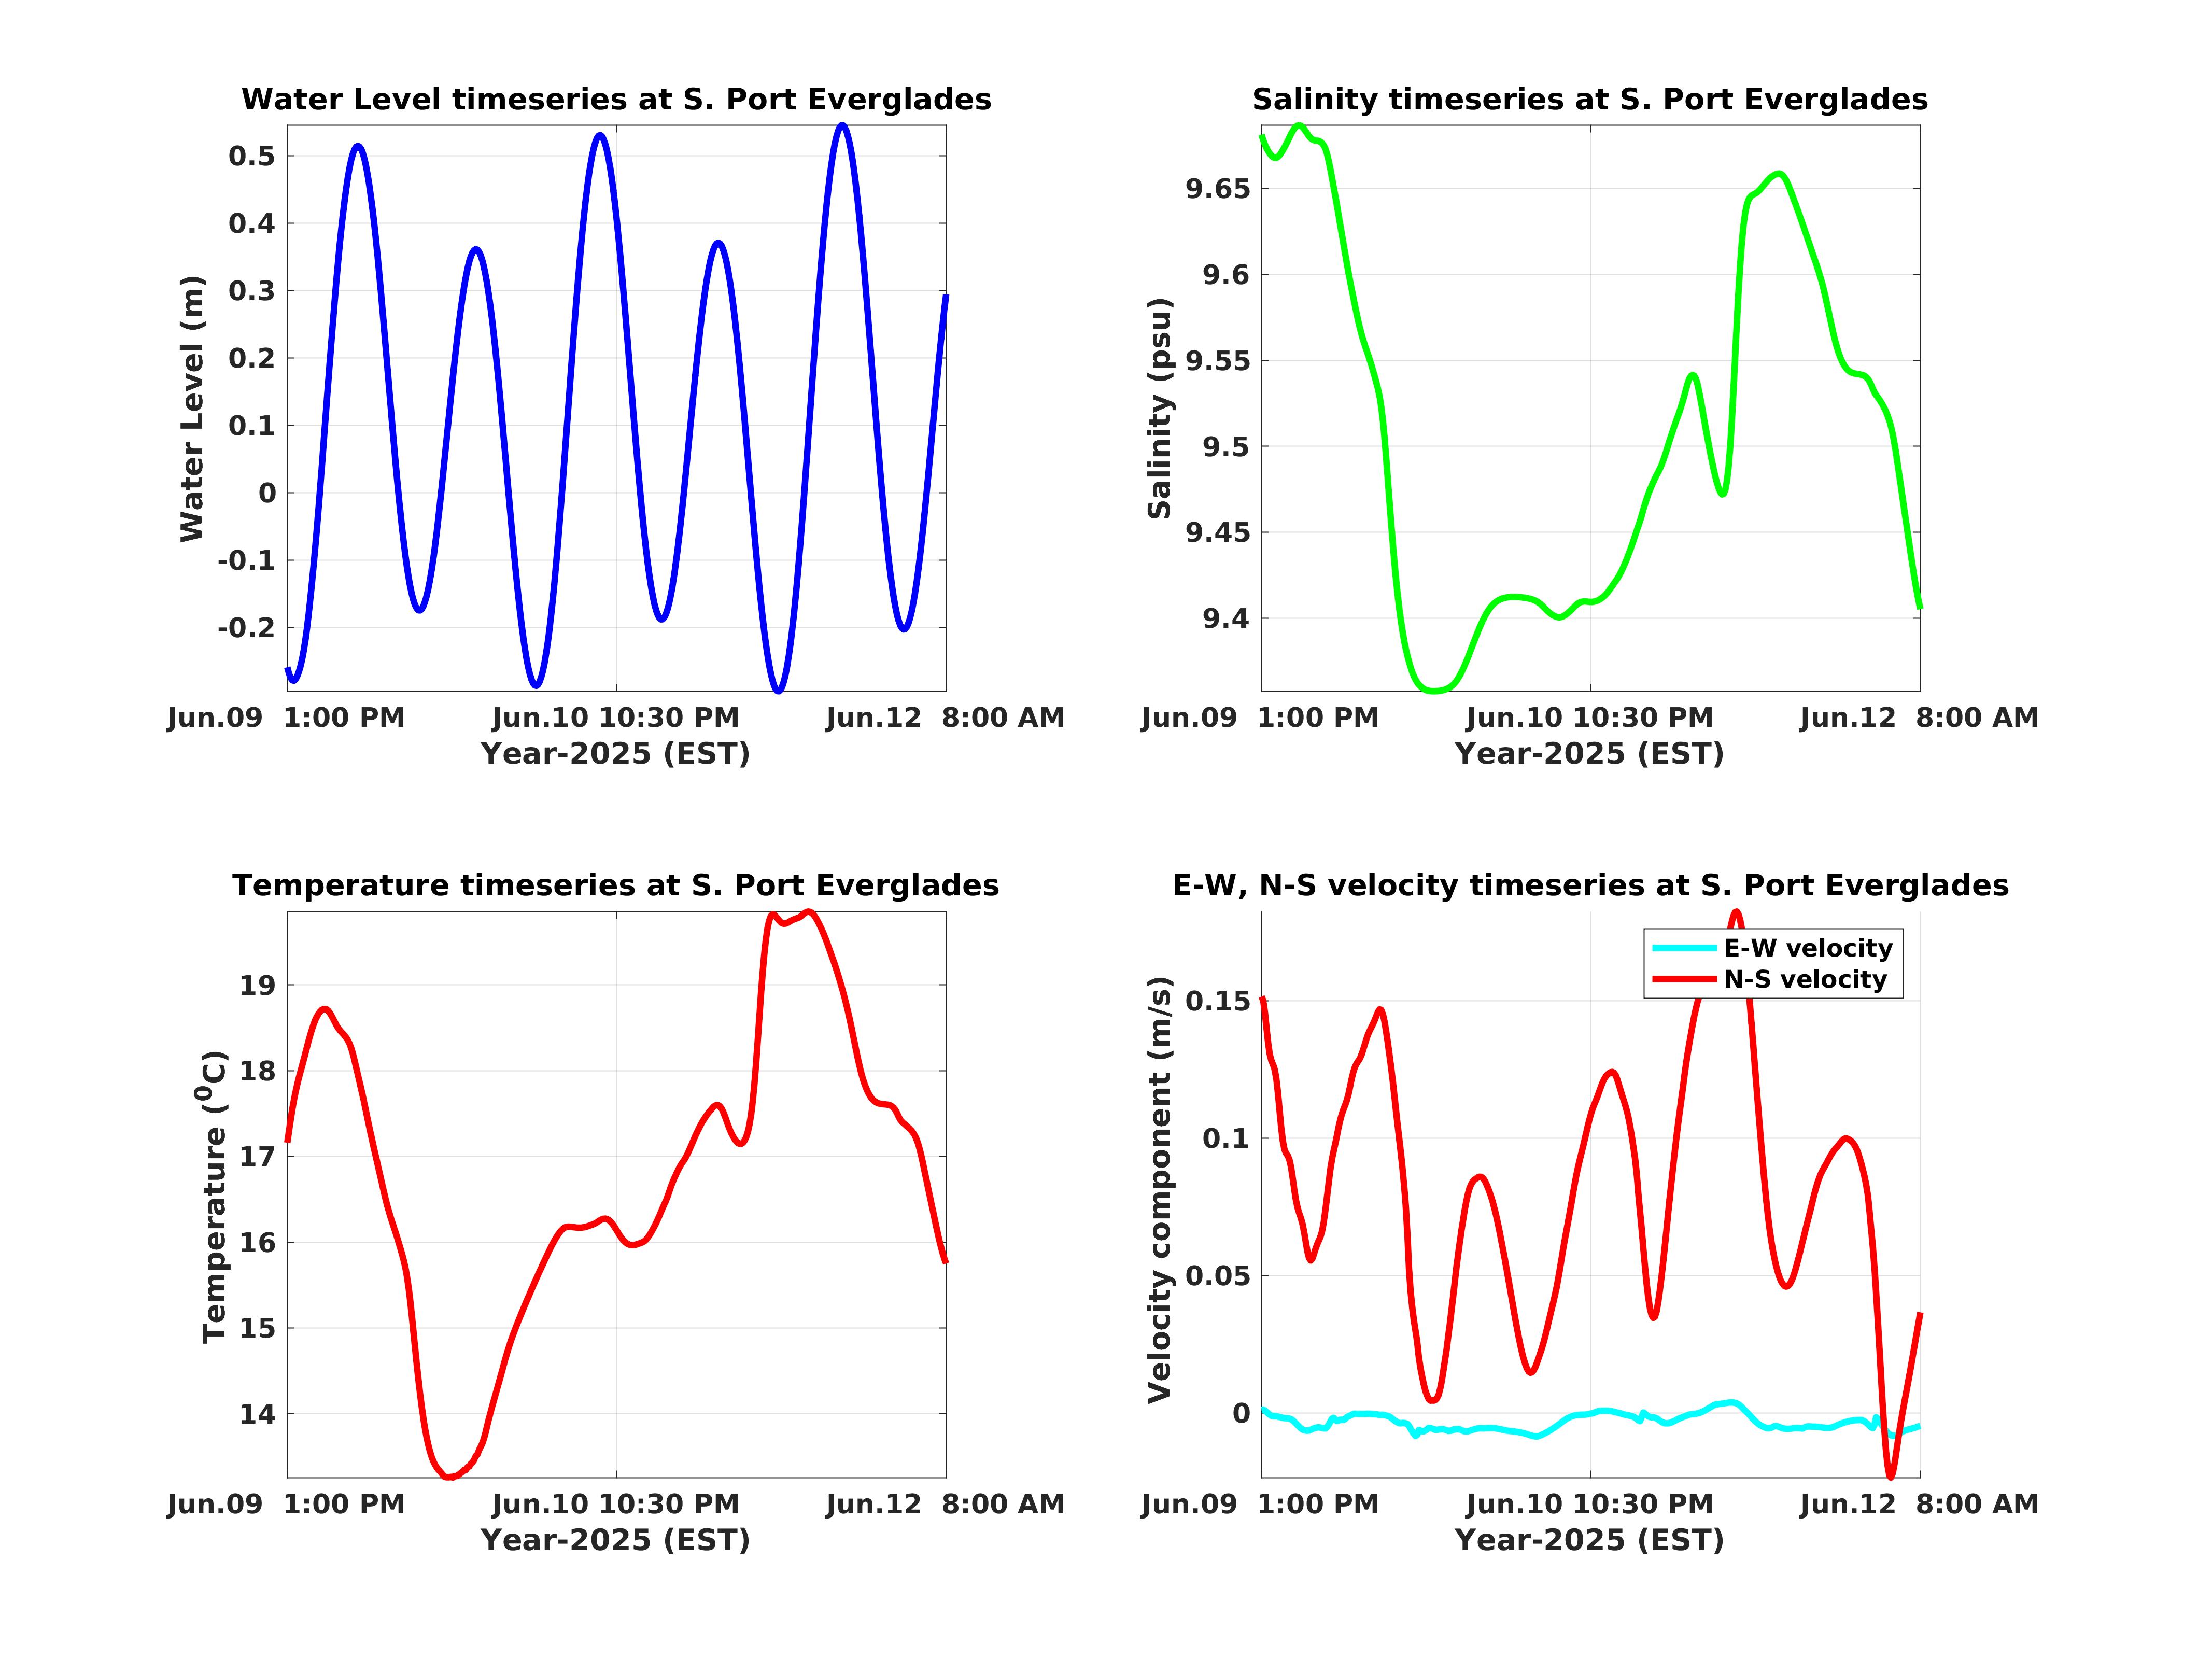 Water Level timeseries at S. Port Everglades
Water Level (m)
0.5
0.4
0.3
0.2
0.1
0
-0.1
-0.2
Jun.09 1:00 PM
Jun.10 10:30 PM
Jun.12 8:00 AM
Year-2025 (EST)
Salinity timeseries at S. Port Everglades
Salinity (psu)
9.65
9.6
9.55
9.5
9.45
9.4
Jun.09 1:00 PM
Jun.10 10:30 PM
Jun.12 8:00 AM
Year-2025 (EST)
Temperature timeseries at S. Port Everglades
Temperature (⁰C)
19
18
17
16
15
14
Jun.09 1:00 PM
Jun.10 10:30 PM
Jun.12 8:00 AM
Year-2025 (EST)
E-W, N-S velocity timeseries at S. Port Everglades
Velocity component (m/s)
E-W velocity
N-S velocity
0.15
0.1
0.05
0
Jun.09 1:00 PM
Jun.10 10:30 PM
Jun.12 8:00 AM
Year-2025 (EST)